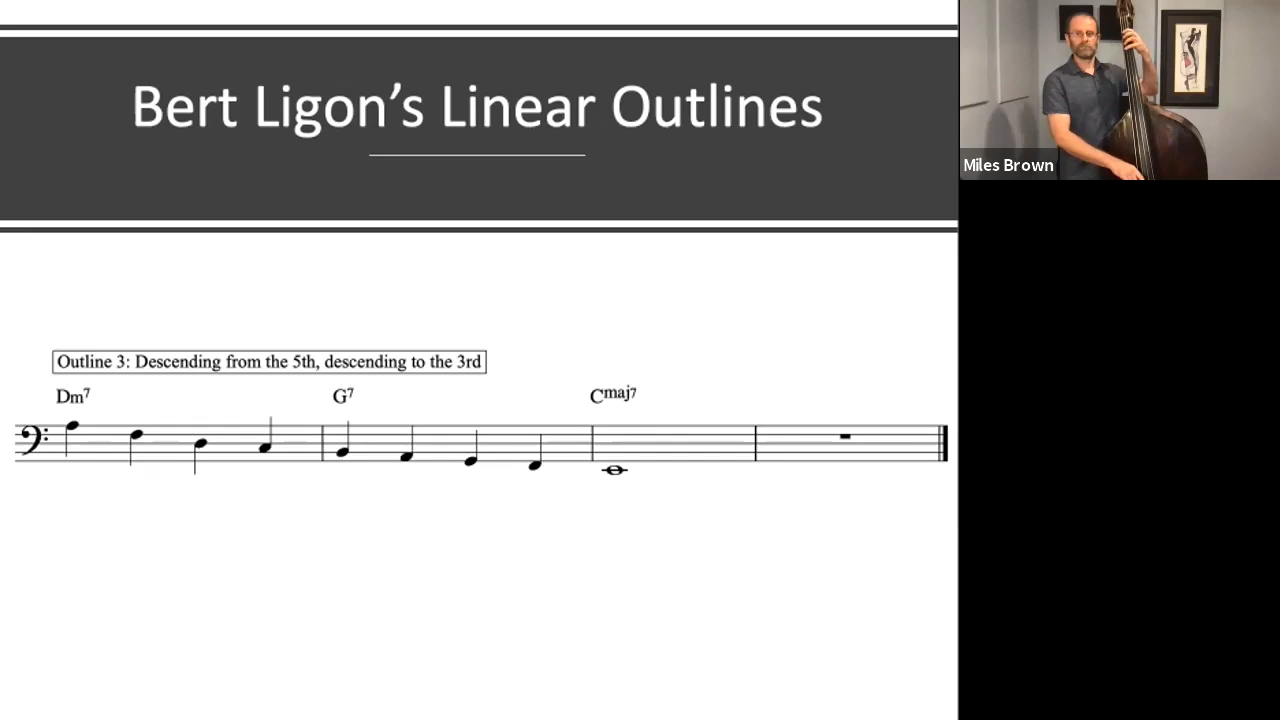 Bert Ligon’s Linear Outlines
Miles Brown
Outline 3: Descending from the 5th, descending to the 3rd
Dm7 G7 Cmaj7